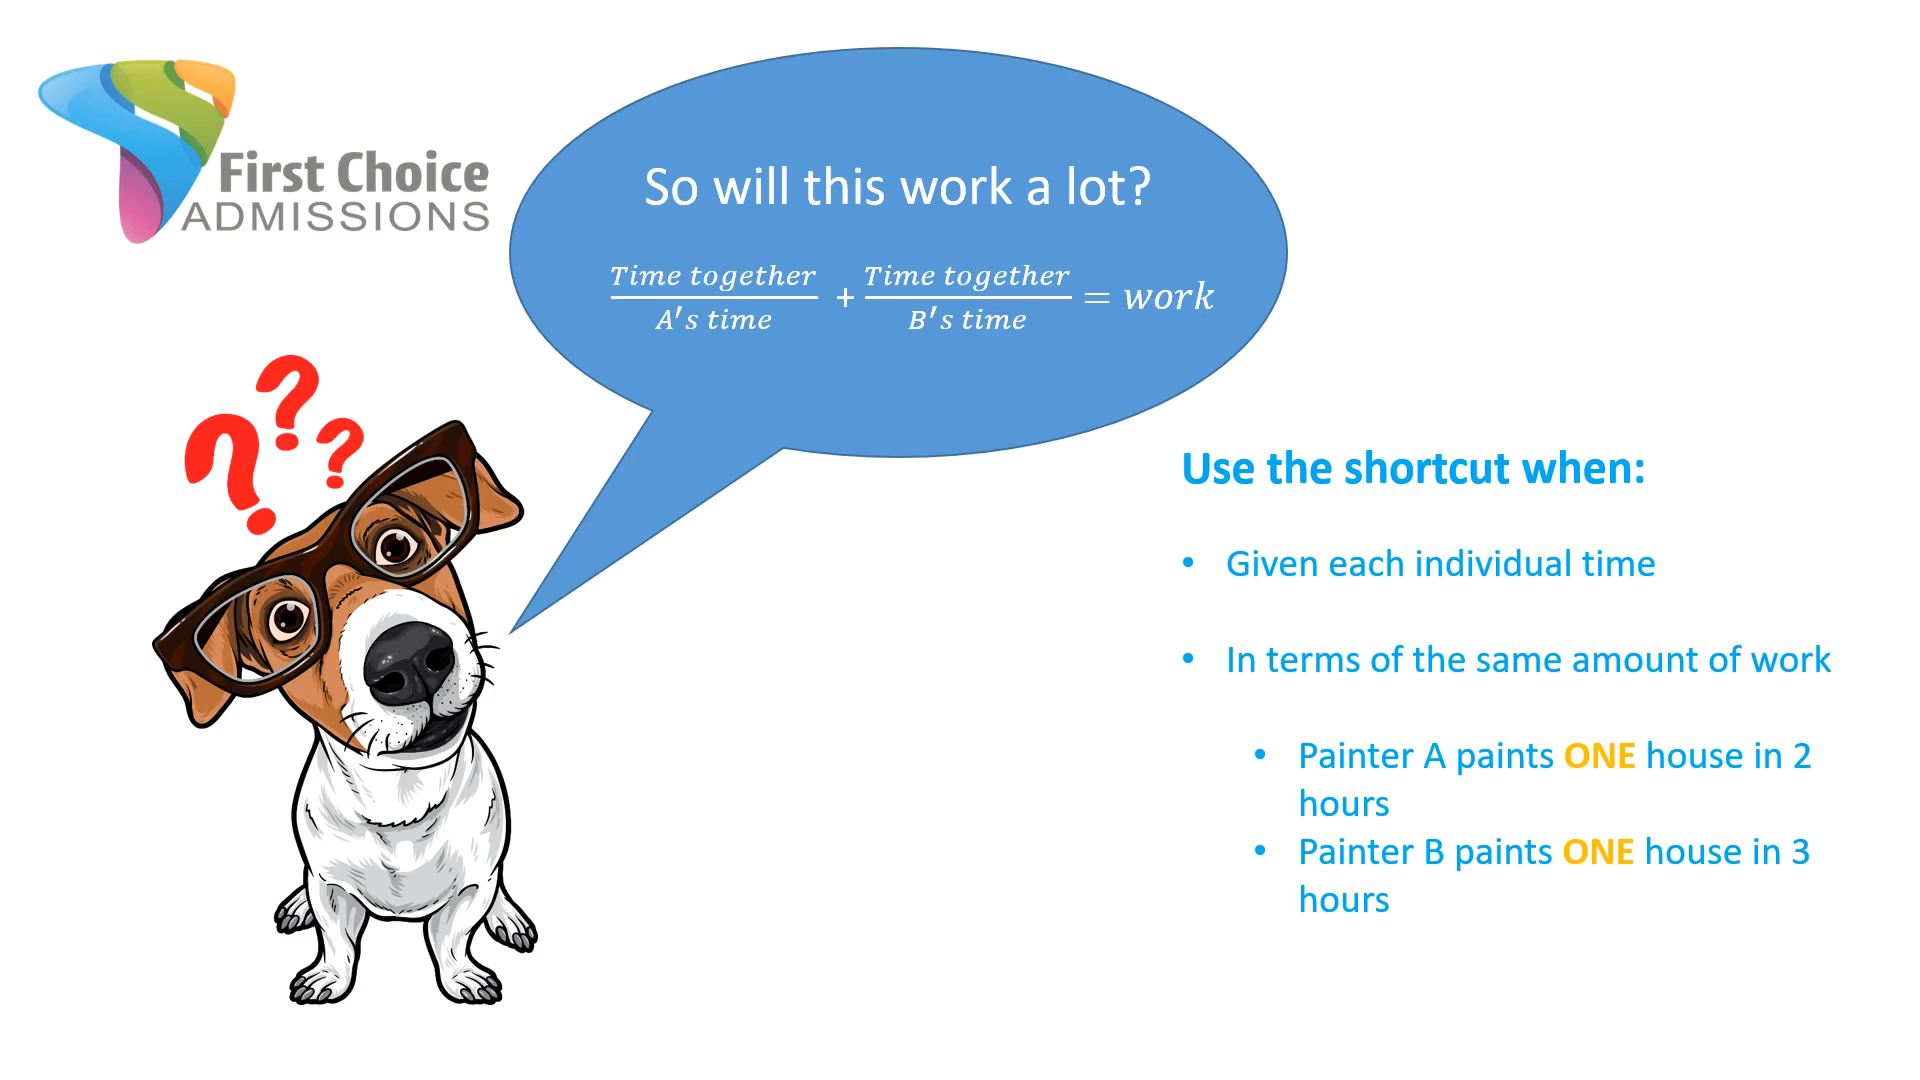 First Choice
ADMISSIONS
So will this work a lot?
Time together / A's time + Time together / B's time = work
???
Use the shortcut when:
• Given each individual time
• In terms of the same amount of work
• Painter A paints ONE house in 2
hours
• Painter B paints ONE house in 3
hours